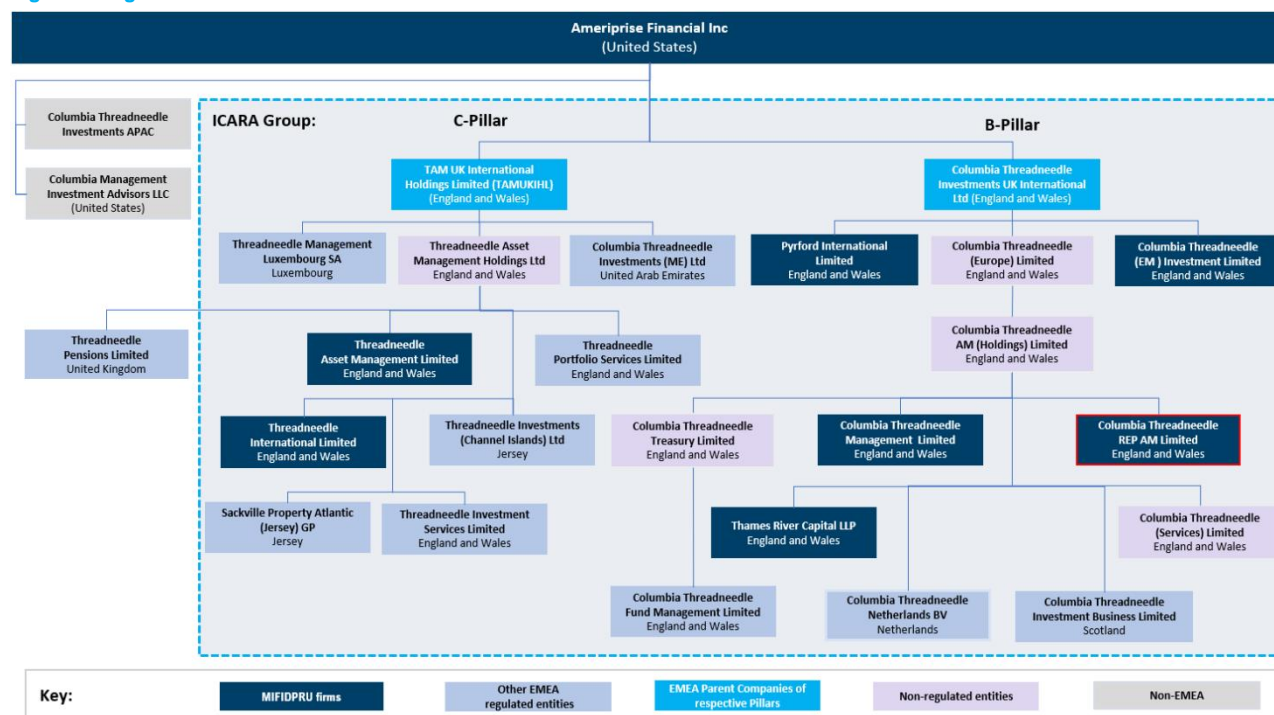 Ameriprise Financial Inc
(United States)
Columbia Threadneedle
Investments APAC
Columbia Management
Investment Advisors LLC
(United States)
ICARA Group:
C-Pillar
B-Pillar
TAM UK International
Holdings Limited (TAMUKIHL)
(England and Wales)
Columbia Threadneedle
Investments UK International
Ltd (England and Wales)
Threadneedle Management
Luxembourg SA
Luxembourg
Threadneedle Asset
Management Holdings Ltd
England and Wales
Columbia Threadneedle
Investments (ME) Ltd
United Arab Emirates
Pyrford International
Limited
England and Wales
Columbia Threadneedle
(Europe) Limited
England and Wales
Columbia Threadneedle
(EM ) Investment Limited
England and Wales
Threadneedle
Pensions Limited
United Kingdom
Threadneedle
Asset Management Limited
England and Wales
Threadneedle
Portfolio Services Limited
England and Wales
Columbia Threadneedle
AM (Holdings) Limited
England and Wales
Threadneedle
International Limited
England and Wales
Threadneedle Investments
(Channel Islands) Ltd
Jersey
Columbia Threadneedle
Treasury Limited
England and Wales
Columbia Threadneedle
Management Limited
England and Wales
Columbia Threadneedle
REP AM Limited
England and Wales
Sackville Property Atlantic
(Jersey) GP
Jersey
Threadneedle Investment
Services Limited
England and Wales
Thames River Capital LLP
England and Wales
Columbia Threadneedle
(Services) Limited
England and Wales
Columbia Threadneedle
Fund Management Limited
England and Wales
Columbia Threadneedle
Netherlands BV
Netherlands
Columbia Threadneedle
Investment Business Limited
Scotland
Key:
MIFIDPRU firms
Other EMEA
regulated entities
EMEA Parent Companies of
respective Pillars
Non-regulated entities
Non-EMEA